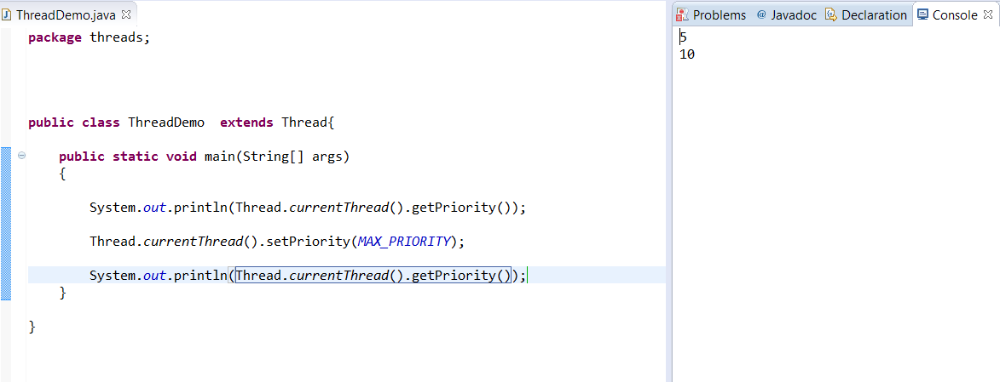 ThreadDemo.java
package threads;
public class ThreadDemo  extends Thread{
public static void main(String[] args)
{
System.out.println(Thread.currentThread().getPriority());
Thread.currentThread().setPriority(MAX_PRIORITY);
System.out.println(Thread.currentThread().getPriority());
}
}
Problems @ Javadoc Declaration Console
5
10